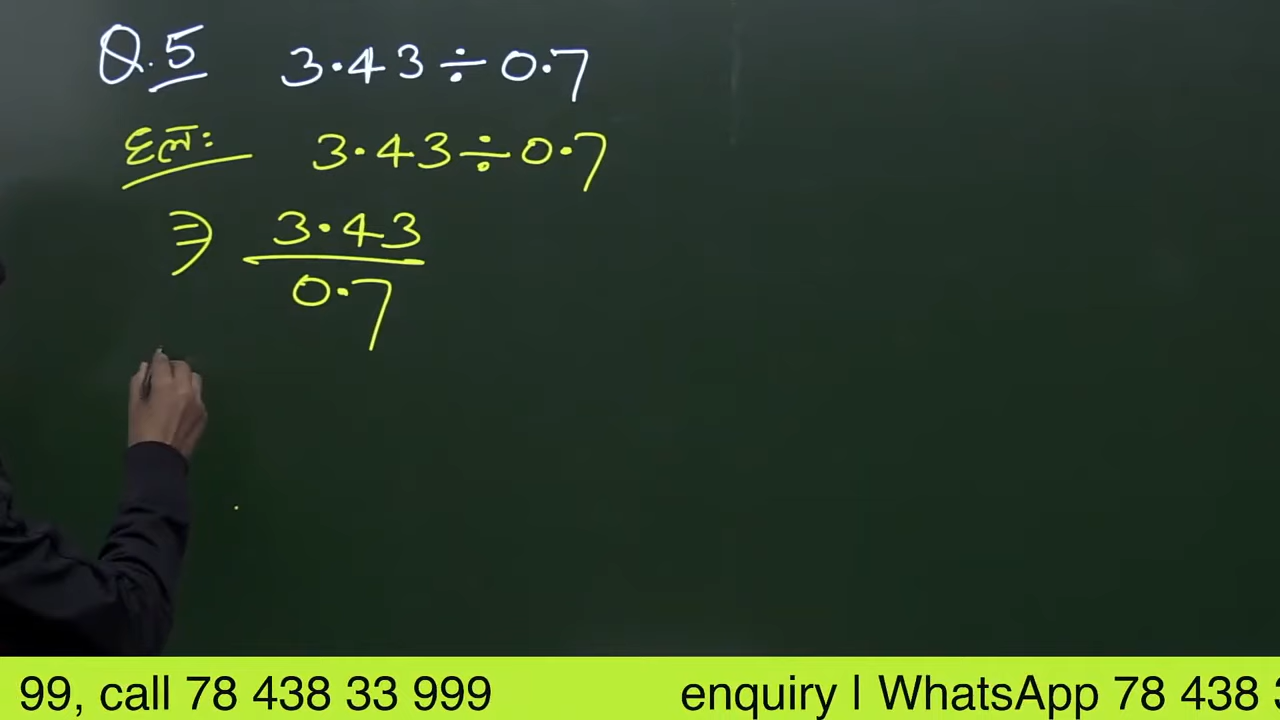 Q.5 3.43 ÷ 0.7
हल: 3.43 ÷ 0.7
⇒ 3.43
0.7
99, call 78 438 33 999 enquiry | WhatsApp 78 438